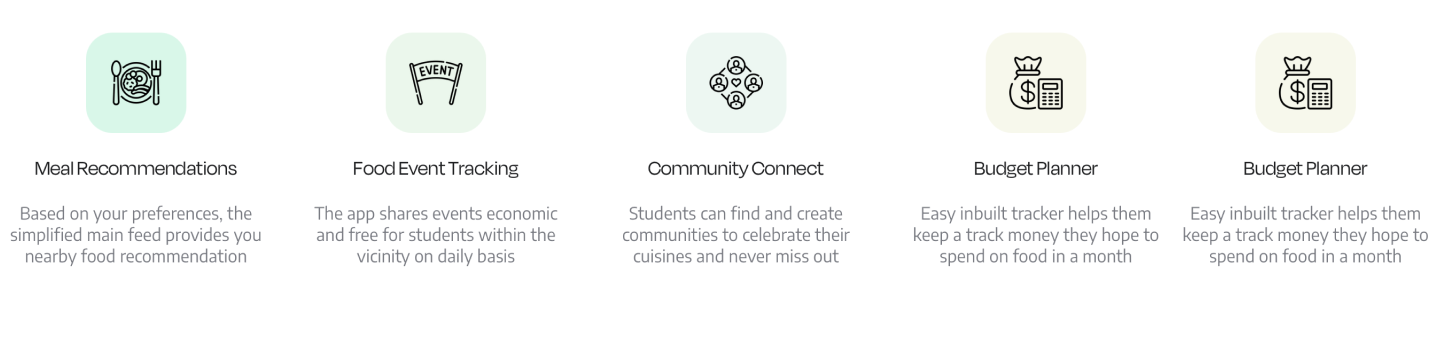 EVENT
Meal Recommendations
Based on your preferences, the
simplified main feed provides you
nearby food recommendation
Food Event Tracking
The app shares events economic
and free for students within the
vicinity on daily basis
Community Connect
Students can find and create
communities to celebrate their
cuisines and never miss out
$
Budget Planner
Easy inbuilt tracker helps them
keep a track money they hope to
spend on food in a month
$
Budget Planner
Easy inbuilt tracker helps them
keep a track money they hope to
spend on food in a month